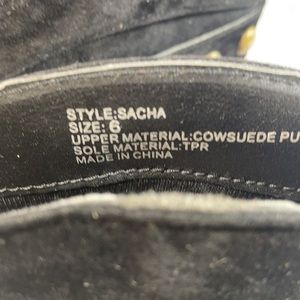 STYLE:SACHA
SIZE: 6
UPPER MATERIAL:COWSUEDE PU
SOLE MATERIAL:TPR
MADE IN CHINA